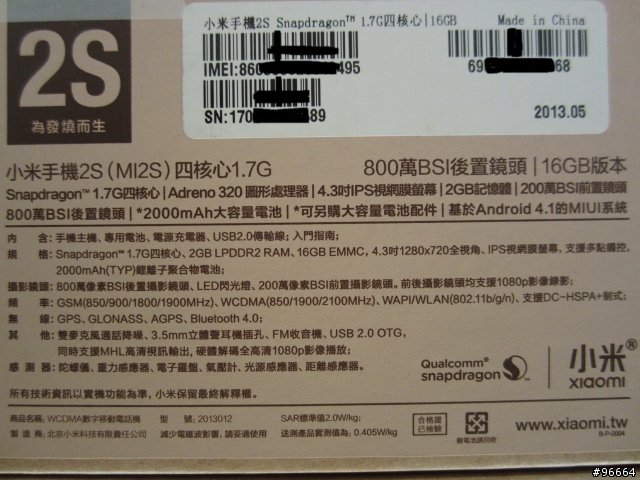 2S
為發燒而生
小米手機2S Snapdragon™ 1.7G四核心|16GB
Made in China
IMEI:860 495
69 68
SN:170 89
2013.05
小米手機2S(MI2S)四核心1.7G
800萬BSI後置鏡頭|16GB版本
Snapdragon™ 1.7G四核心|Adreno 320 圖形處理器|4.3吋IPS視網膜螢幕|2GB記憶體|200萬BSI前置鏡頭
800萬BSI後置鏡頭|*2000mAh大容量電池|*可另購大容量電池配件|基於Android 4.1的MIUI系統
內 含:手機主機、專用電池、電源充電器、USB2.0傳輸線;入門指南;
規 格:Snapdragon™ 1.7G四核心、2GB LPDDR2 RAM、16GB EMMC, 4.3吋1280x720全視角、IPS視網膜螢幕, 支援多點觸控,
2000mAh(TYP)鋰離子聚合物電池;
攝影鏡頭:800萬像素BSI後置攝影鏡頭、LED閃光燈、200萬像素BSI前置攝影鏡頭。前後攝影鏡頭均支援1080p影像錄影;
頻 率:GSM(850/900/1800/1900MHz)、WCDMA(850/1900/2100MHz)、WAPI/WLAN(802.11b/g/n)、支援DC-HSPA+制式;
無 線:GPS、GLONASS、AGPS、Bluetooth 4.0;
其 他:雙麥克風通話降噪、3.5mm立體聲耳機插孔、FM收音機、USB 2.0 OTG,
同時支援MHL高清視訊輸出, 硬體解碼全高清1080p影像播放;
感 測 器:陀螺儀、重力感應器、電子羅盤、氣壓計、光源感應器、距離感應器。
所有技術資訊以實機功能為準, 小米保留最終解釋權。
Qualcomm®
snapdragon™
小米®
xiaomi
商品名稱:WCDMA數字移動電話機 型 號:2013012 SAR標準值2.0W/kg;
製 造 商:北京小米科技有限責任公司 減少電磁波影響, 請妥適使用 送測產品實測值為:0.405W/kg
合格證
已檢驗
廢電池請回收
www.xiaomi.tw
B-P-0004
#96664